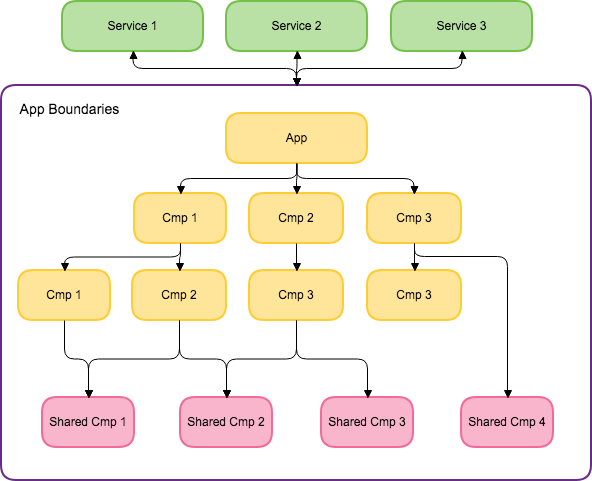 Service 1
Service 2
Service 3
App Boundaries
App
Cmp 1
Cmp 2
Cmp 3
Cmp 1
Cmp 2
Cmp 3
Cmp 3
Shared Cmp 1
Shared Cmp 2
Shared Cmp 3
Shared Cmp 4